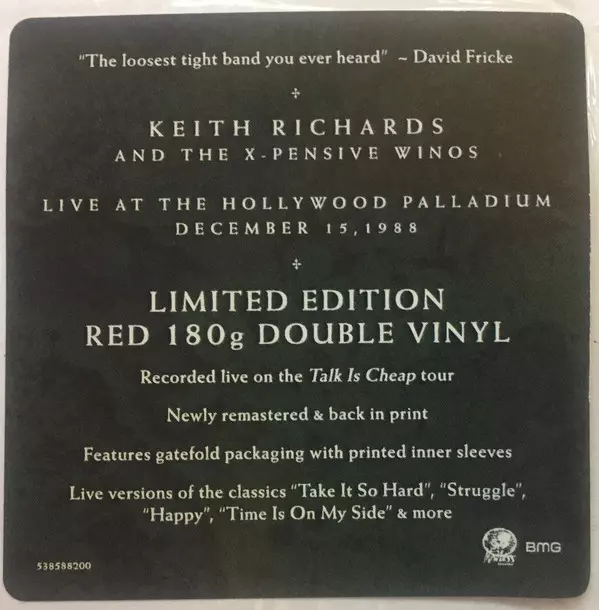 "The loosest tight band you ever heard" ~ David Fricke
KEITH RICHARDS
AND THE X-PENSIVE WINOS
LIVE AT THE HOLLYWOOD PALLADIUM
DECEMBER 15, 1988
LIMITED EDITION
RED 180g DOUBLE VINYL
Recorded live on the Talk Is Cheap tour
Newly remastered & back in print
Features gatefold packaging with printed inner sleeves
Live versions of the classics "Take It So Hard", "Struggle",
"Happy", "Time Is On My Side" & more
538588200
BMG